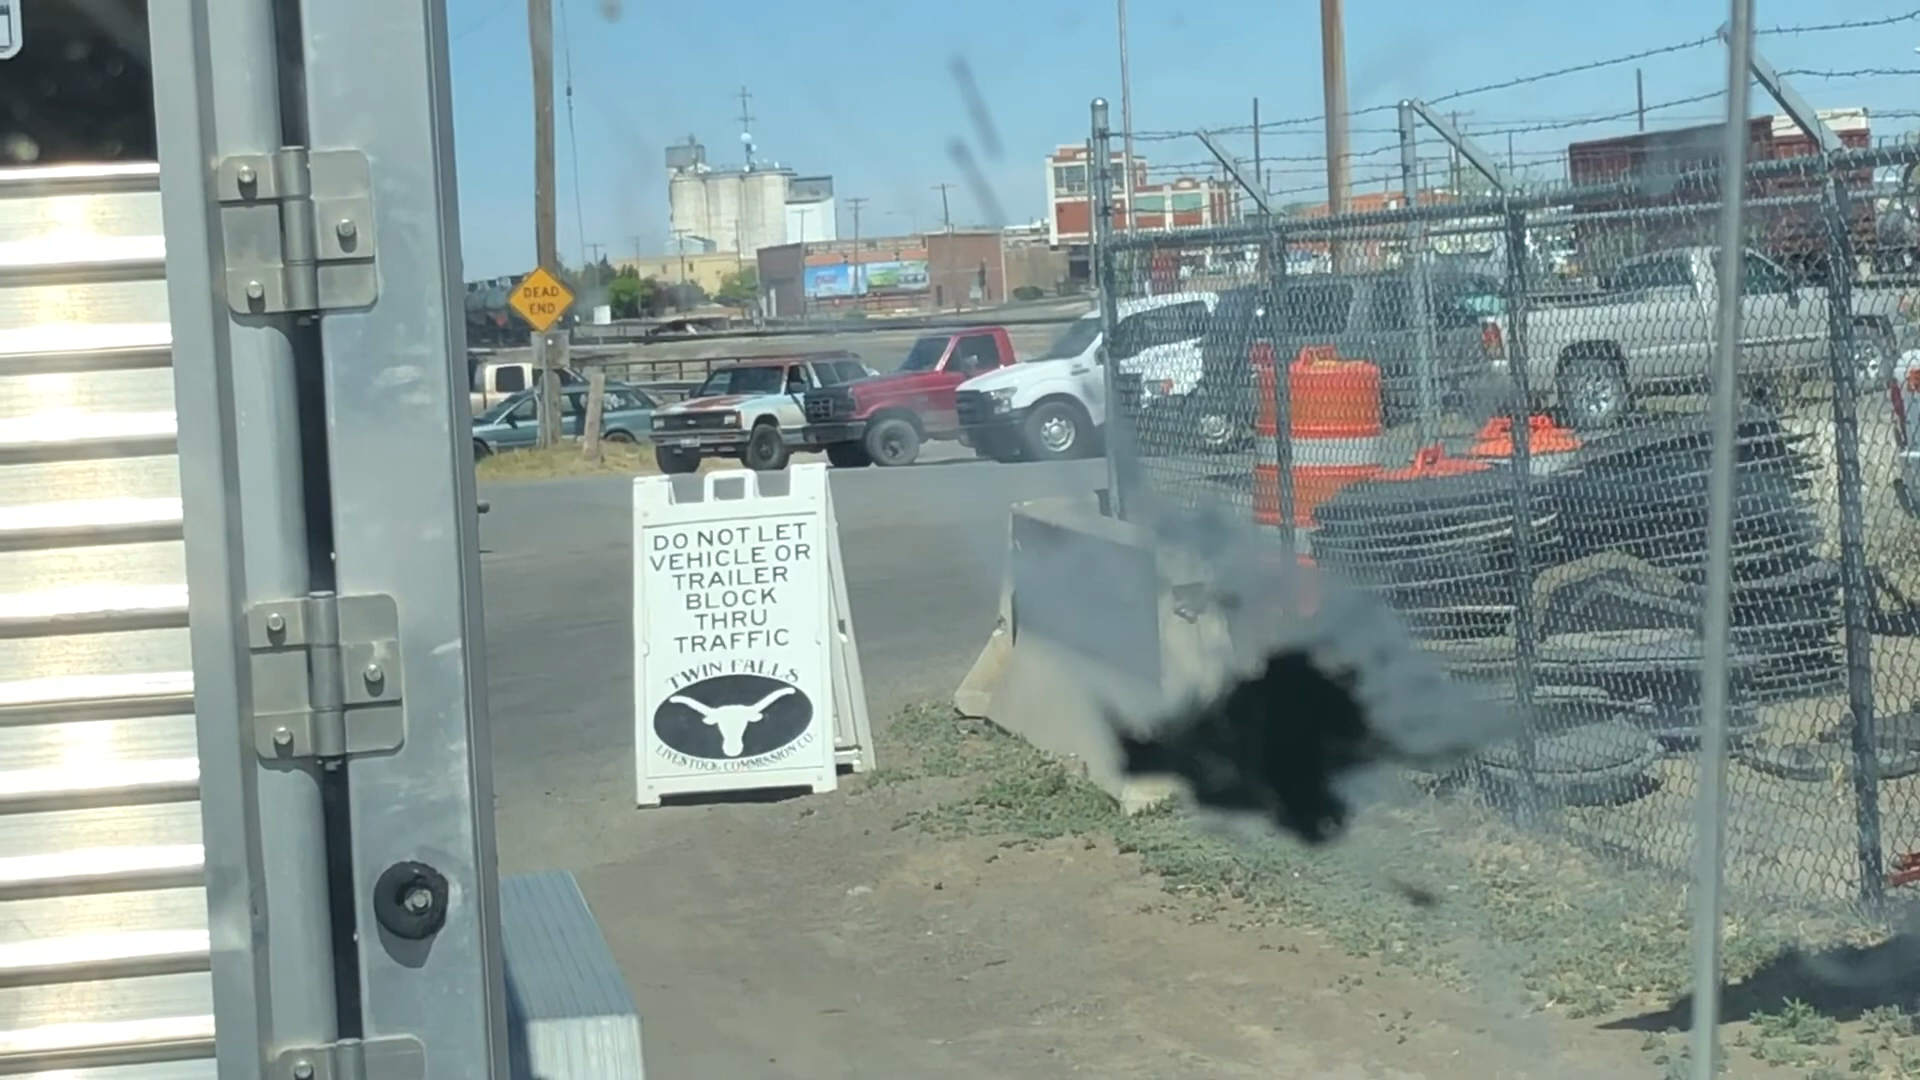 DEAD
END
DO NOT LET
VEHICLE OR
TRAILER
BLOCK
THRU
TRAFFIC
TWIN FALLS
LIVESTOCK COMMISSION CO.